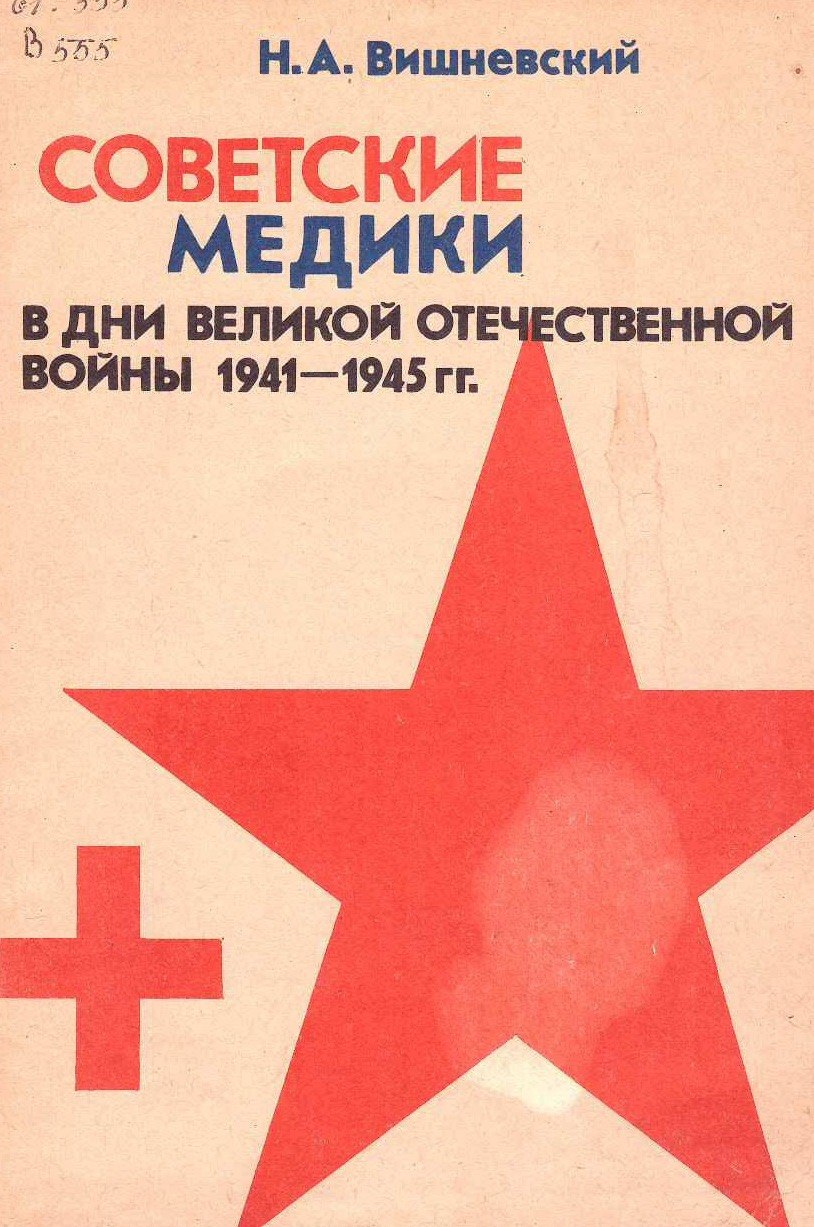 В 555
Н. А. Вишневский
СОВЕТСКИЕ
МЕДИКИ
В ДНИ ВЕЛИКОЙ ОТЕЧЕСТВЕННОЙ
ВОЙНЫ 1941—1945 гг.